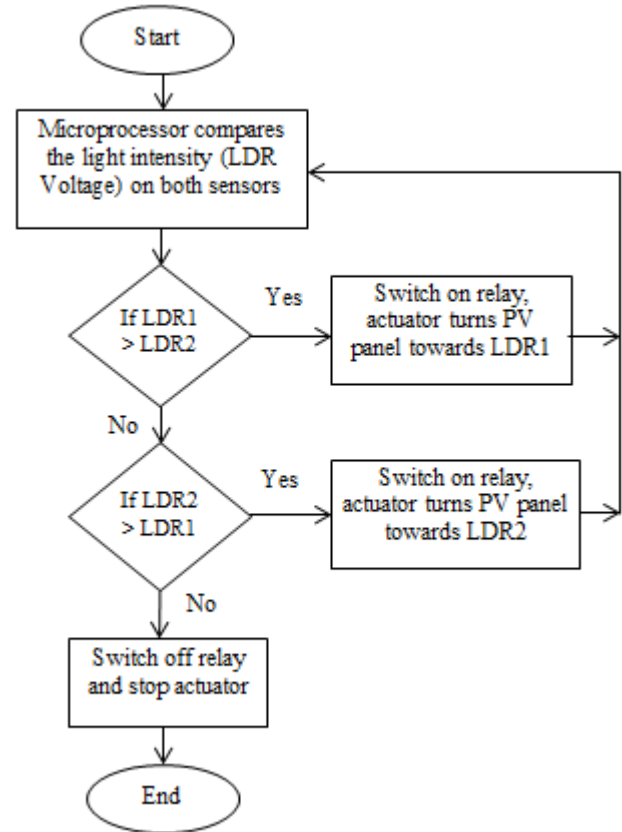 Start
Microprocessor compares
the light intensity (LDR
Voltage) on both sensors
If LDR1
> LDR2
Yes
Switch on relay,
actuator turns PV
panel towards LDR1
No
If LDR2
> LDR1
Yes
Switch on relay,
actuator turns PV panel
towards LDR2
No
Switch off relay
and stop actuator
End